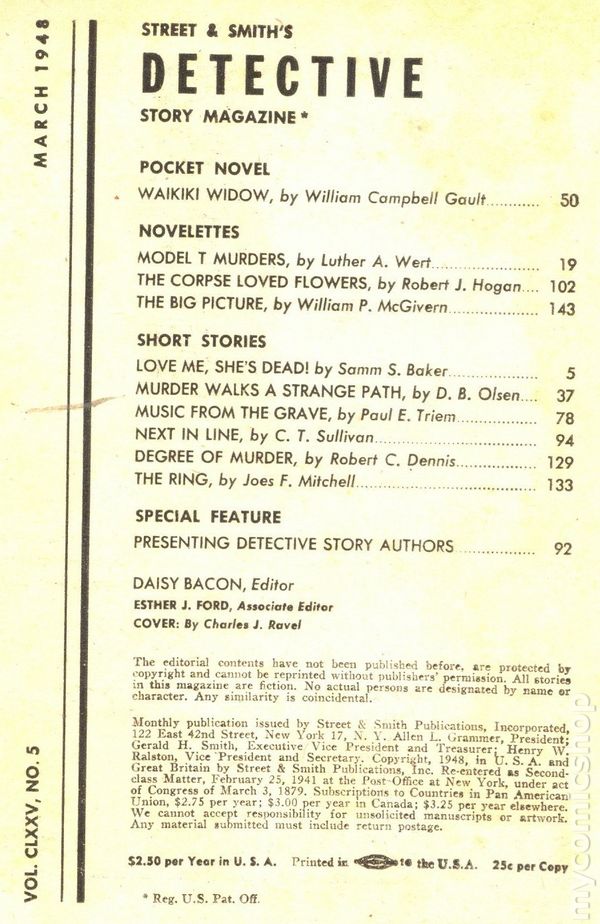 MARCH 1948
STREET & SMITH'S
DETECTIVE
STORY MAGAZINE*
POCKET NOVEL
WAIKIKI WIDOW, by William Campbell Gault........... 50
NOVELETTES
MODEL T MURDERS, by Luther A. Wert...................... 19
THE CORPSE LOVED FLOWERS, by Robert J. Hogan.... 102
THE BIG PICTURE, by William P. McGivern.................. 143
SHORT STORIES
LOVE ME, SHE'S DEAD! by Samm S. Baker.................... 5
MURDER WALKS A STRANGE PATH, by D. B. Olsen.... 37
MUSIC FROM THE GRAVE, by Paul E. Triem................. 78
NEXT IN LINE, by C. T. Sullivan.................................... 94
DEGREE OF MURDER, by Robert C. Dennis................. 129
THE RING, by Joes F. Mitchell........................................ 133
SPECIAL FEATURE
PRESENTING DETECTIVE STORY AUTHORS................. 92
DAISY BACON, Editor
ESTHER J. FORD, Associate Editor
COVER: By Charles J. Ravel
The editorial contents have not been published before, are protected by
copyright and cannot be reprinted without publishers' permission. All stories
in this magazine are fiction. No actual persons are designated by name or
character. Any similarity is coincidental.
Monthly publication issued by Street & Smith Publications, Incorporated,
122 East 42nd Street, New York 17, N. Y. Allen L. Grammer, President;
Gerald H. Smith, Executive Vice President and Treasurer; Henry W.
Ralston, Vice President and Secretary. Copyright, 1948, in U. S. A. and
Great Britain by Street & Smith Publications, Inc. Re-entered as Second-
class Matter, February 25, 1941 at the Post-Office at New York, under act
of Congress of March 3, 1879. Subscriptions to Countries in Pan American
Union, $2.75 per year; $3.00 per year in Canada; $3.25 per year elsewhere.
We cannot accept responsibility for unsolicited manuscripts or artwork.
Any material submitted must include return postage.
VOL. CLXXV, NO. 5
$2.50 per Year in U. S. A. Printed in the U.S.A. 25c per Copy
* Reg. U.S. Pat. Off.
mycomicshop